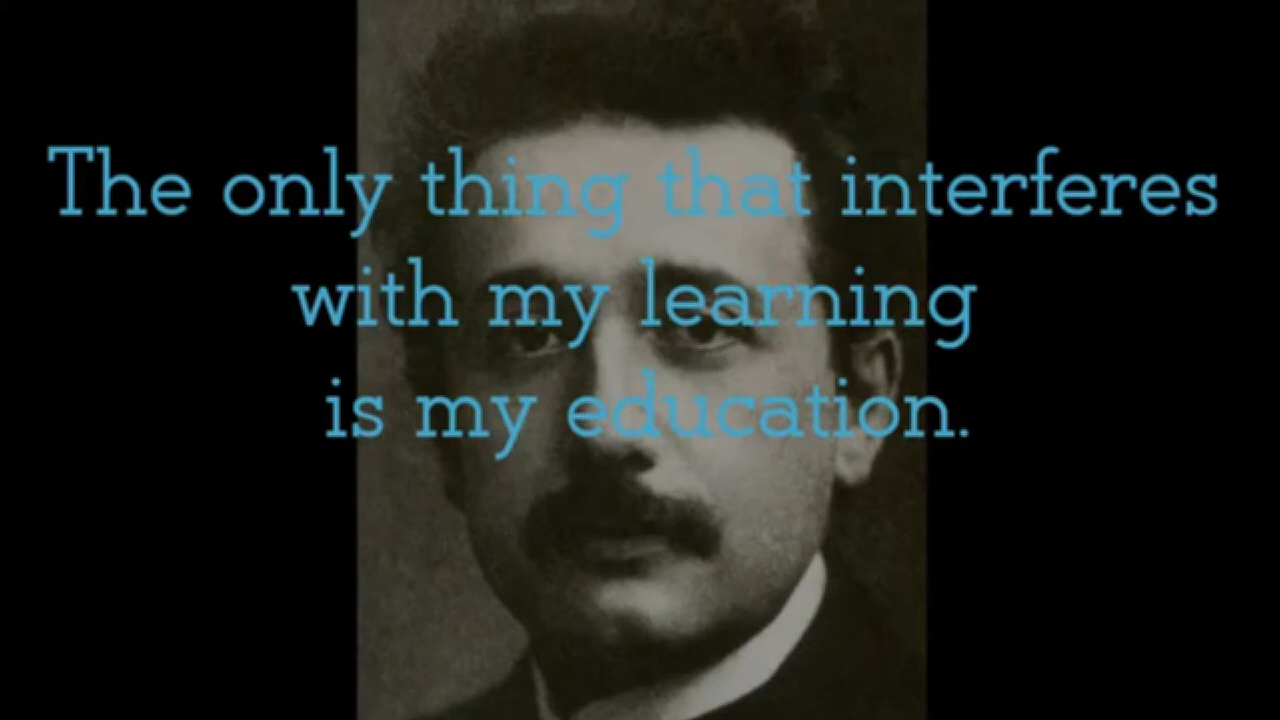 The only thing that interferes
with my learning
is my education.